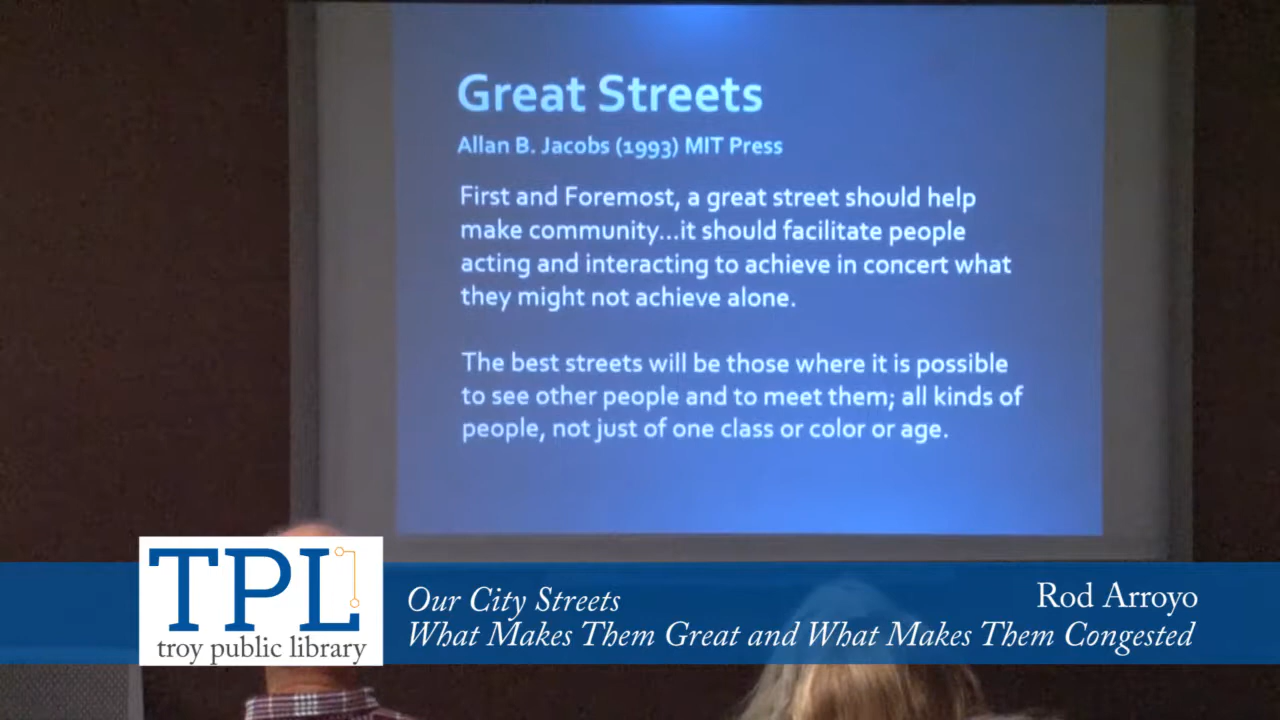 Great Streets
Allan B. Jacobs (1993) MIT Press
First and Foremost, a great street should help
make community...it should facilitate people
acting and interacting to achieve in concert what
they might not achieve alone.
The best streets will be those where it is possible
to see other people and to meet them; all kinds of
people, not just of one class or color or age.
TPL
troy public library
Our City Streets
Rod Arroyo
What Makes Them Great and What Makes Them Congested